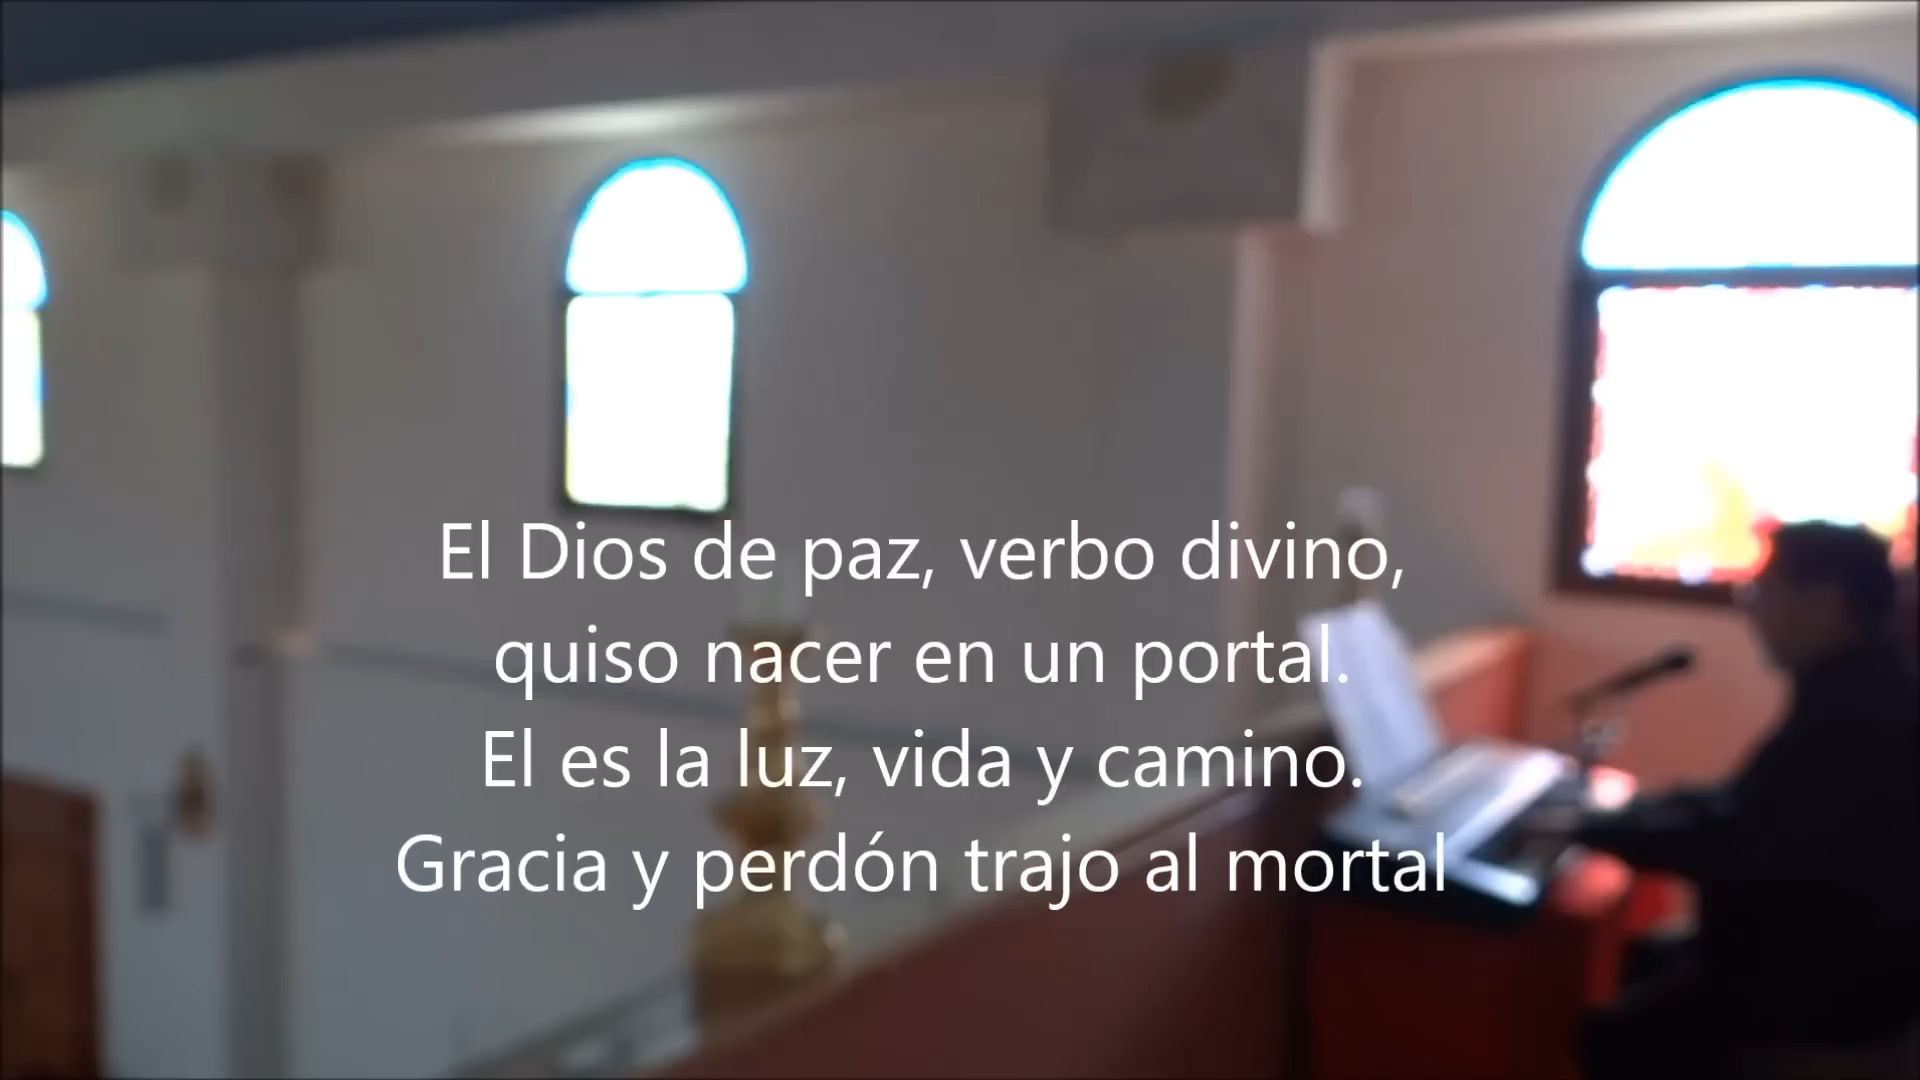 El Dios de paz, verbo divino,
quiso nacer en un portal.
El es la luz, vida y camino.
Gracia y perdón trajo al mortal